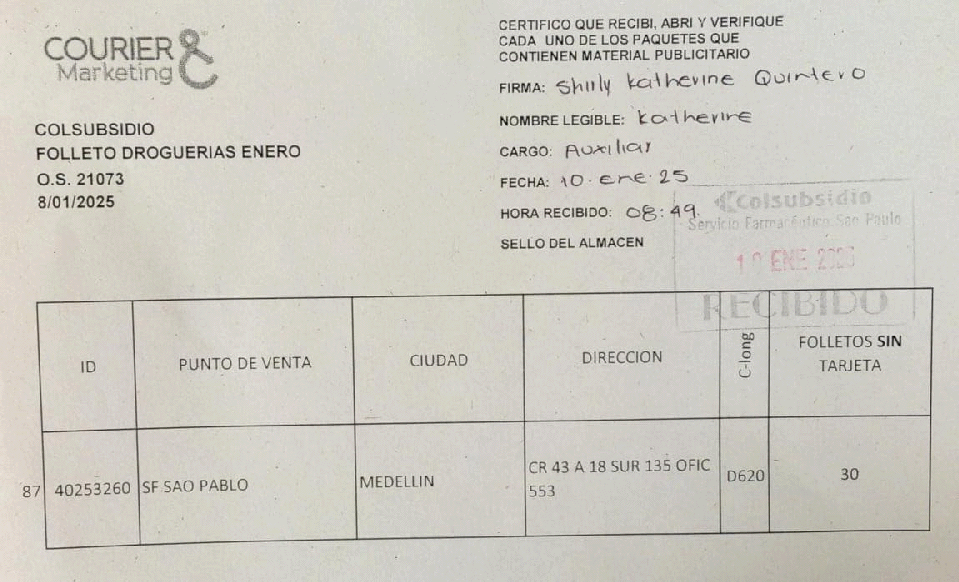 COURIER & Marketing
COLSUBSIDIO
FOLLETO DROGUERIAS ENERO
O.S. 21073
8/01/2025
CERTIFICO QUE RECIBI, ABRI Y VERIFIQUE
CADA UNO DE LOS PAQUETES QUE
CONTIENEN MATERIAL PUBLICITARIO
FIRMA: Shirly Katherine Quintero
NOMBRE LEGIBLE: Katherine
CARGO: Auxiliar
FECHA: 10. ene. 25
HORA RECIBIDO: 08:49.
SELLO DEL ALMACEN
Colsubsidio
Servicio Farmacéutico Sao Paulo
ENE
RECIBIDO
ID PUNTO DE VENTA CIUDAD DIRECCION C-long FOLLETOS SIN TARJETA
87 40253260 SF SAO PABLO MEDELLIN CR 43 A 18 SUR 135 OFIC 553 D620 30